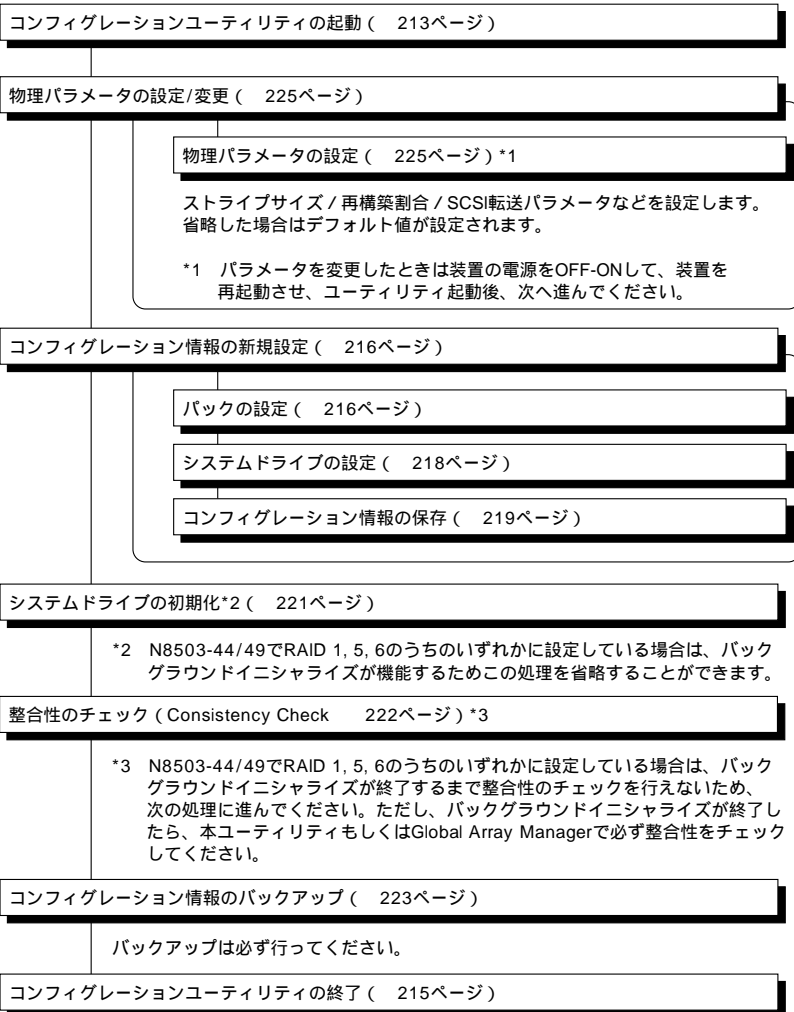 コンフィグレーションユーティリティの起動（　213ページ）
物理パラメータの設定/変更（　225ページ）
物理パラメータの設定（　225ページ）*1
ストライプサイズ / 再構築割合 / SCSI転送パラメータなどを設定します。
省略した場合はデフォルト値が設定されます。
*1　パラメータを変更したときは装置の電源をOFF-ONして、装置を
再起動させ、ユーティリティ起動後、次へ進んでください。
コンフィグレーション情報の新規設定（　216ページ）
パックの設定（　216ページ）
システムドライブの設定（　218ページ）
コンフィグレーション情報の保存（　219ページ）
システムドライブの初期化*2（　221ページ）
*2　N8503-44/49でRAID 1, 5, 6のうちのいずれかに設定している場合は、バック
グラウンドイニシャライズが機能するためこの処理を省略することができます。
整合性のチェック（Consistency Check　　222ページ）*3
*3　N8503-44/49でRAID 1, 5, 6のうちのいずれかに設定している場合は、バック
グラウンドイニシャライズが終了するまで整合性のチェックを行えないため、
次の処理に進んでください。ただし、バックグラウンドイニシャライズが終了し
たら、本ユーティリティもしくはGlobal Array Managerで必ず整合性をチェック
してください。
コンフィグレーション情報のバックアップ（　223ページ）
バックアップは必ず行ってください。
コンフィグレーションユーティリティの終了（　215ページ）